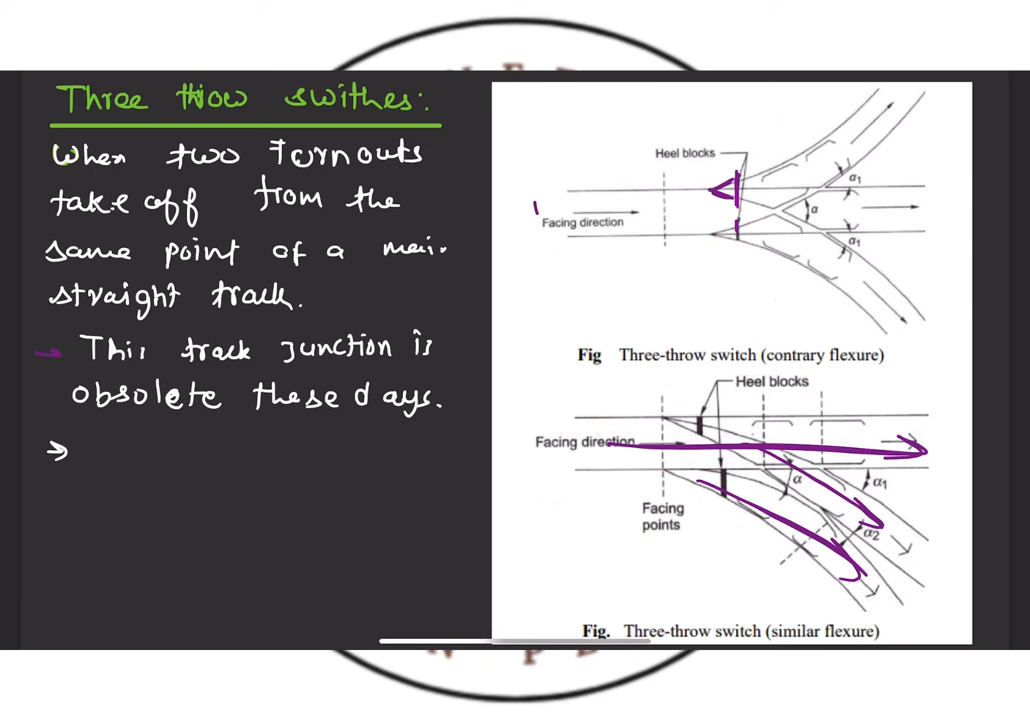 Three throw swithes:
When two Turnouts
take off from the
same point of a main
straight track.
→ This track junction is
obsolete these days.
→
Heel blocks
α1
α
Facing direction
α1
Fig Three-throw switch (contrary flexure)
Heel blocks
Facing direction
α
α1
Facing
points
α2
Fig. Three-throw switch (similar flexure)